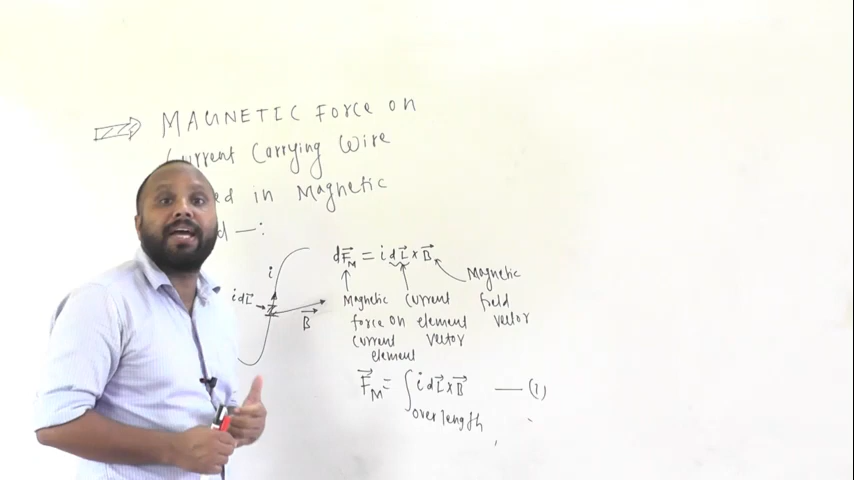 MAGNETIC Force on
Current Carrying Wire
in Magnetic
—:
i
i dL⃗
B⃗
dF⃗M = i dL⃗ × B⃗
Magnetic force on current element
Current element vector
Magnetic field vector
F⃗M = ∫ i dL⃗ × B⃗ —— (1)
over length